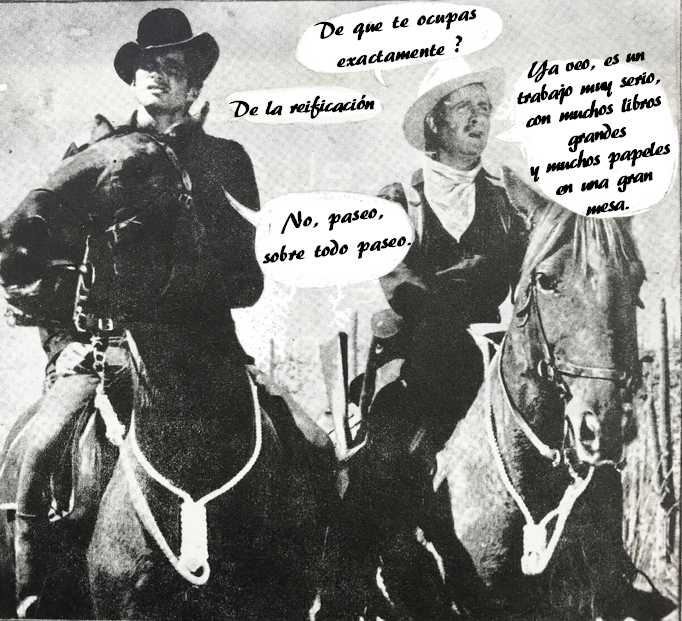 De que te ocupas
exactamente ?
De la reificación
Ya veo, es un
trabajo muy serio,
con muchos libros
grandes
y muchos papeles
en una gran
mesa.
No, paseo,
sobre todo paseo.